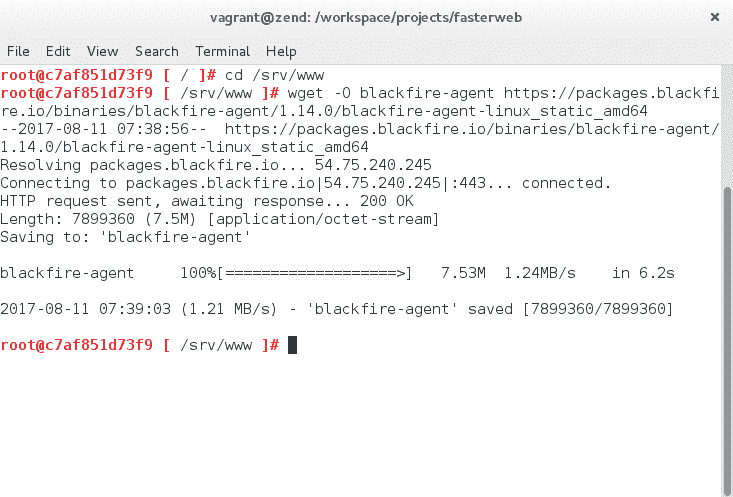 vagrant@zend: /workspace/projects/fasterweb
File Edit View Search Terminal Help
root@c7af851d73f9 [ / ]# cd /srv/www
root@c7af851d73f9 [ /srv/www ]# wget -O blackfire-agent https://packages.blackfi
re.io/binaries/blackfire-agent/1.14.0/blackfire-agent-linux_static_amd64
--2017-08-11 07:38:56--  https://packages.blackfire.io/binaries/blackfire-agent/
1.14.0/blackfire-agent-linux_static_amd64
Resolving packages.blackfire.io... 54.75.240.245
Connecting to packages.blackfire.io|54.75.240.245|:443... connected.
HTTP request sent, awaiting response... 200 OK
Length: 7899360 (7.5M) [application/octet-stream]
Saving to: 'blackfire-agent'
blackfire-agent     100%[===================>]   7.53M  1.24MB/s    in 6.2s
2017-08-11 07:39:03 (1.21 MB/s) - 'blackfire-agent' saved [7899360/7899360]
root@c7af851d73f9 [ /srv/www ]#